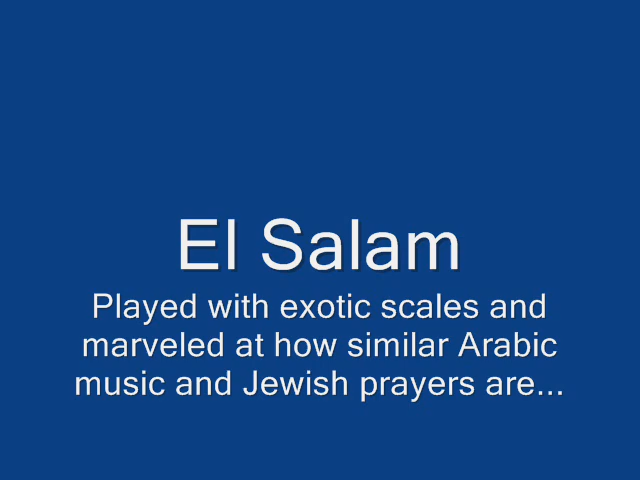 El Salam
Played with exotic scales and
marveled at how similar Arabic
music and Jewish prayers are...